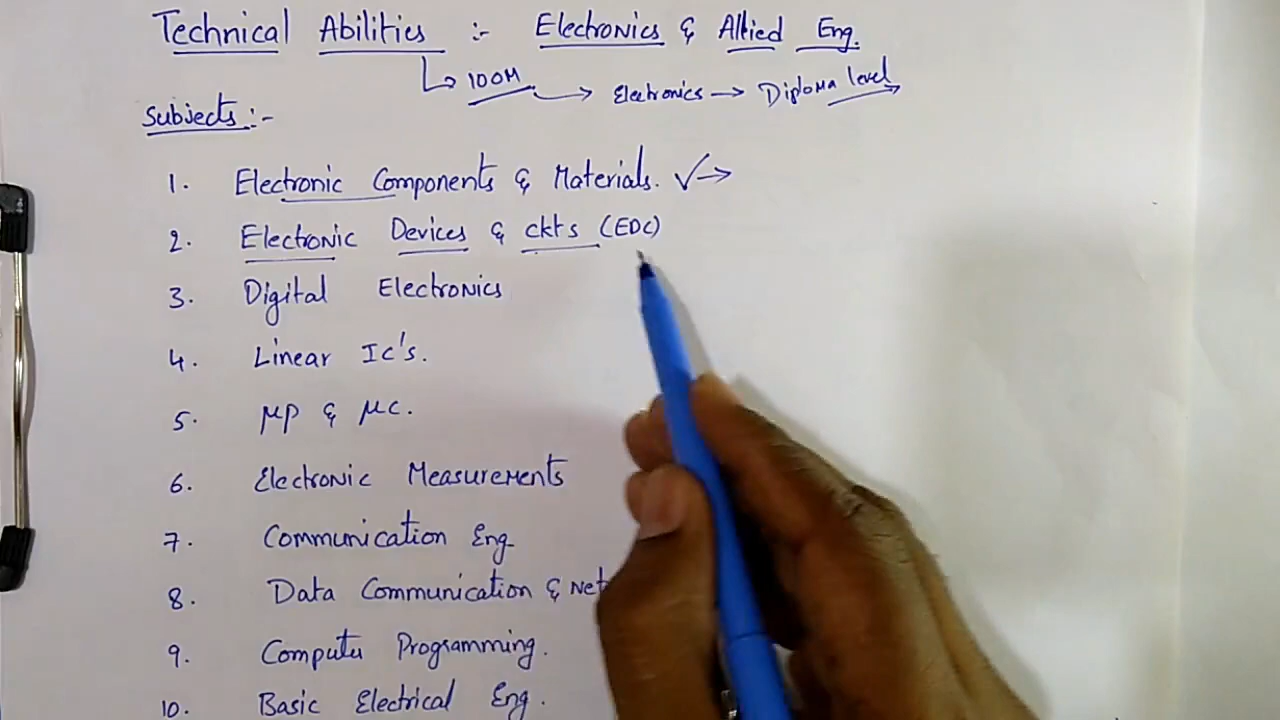 Technical Abilities :- Electronics & Allied Eng.
↳ 100M → Electronics → Diploma level
Subjects :-
1. Electronic Components & Materials. ✓→
2. Electronic Devices & ckts (EDC)
3. Digital Electronics
4. Linear Ic's.
5. μp & μc.
6. Electronic Measurements
7. Communication Eng.
8. Data Communication & Net
9. Computer Programming.
10. Basic Electrical Eng.